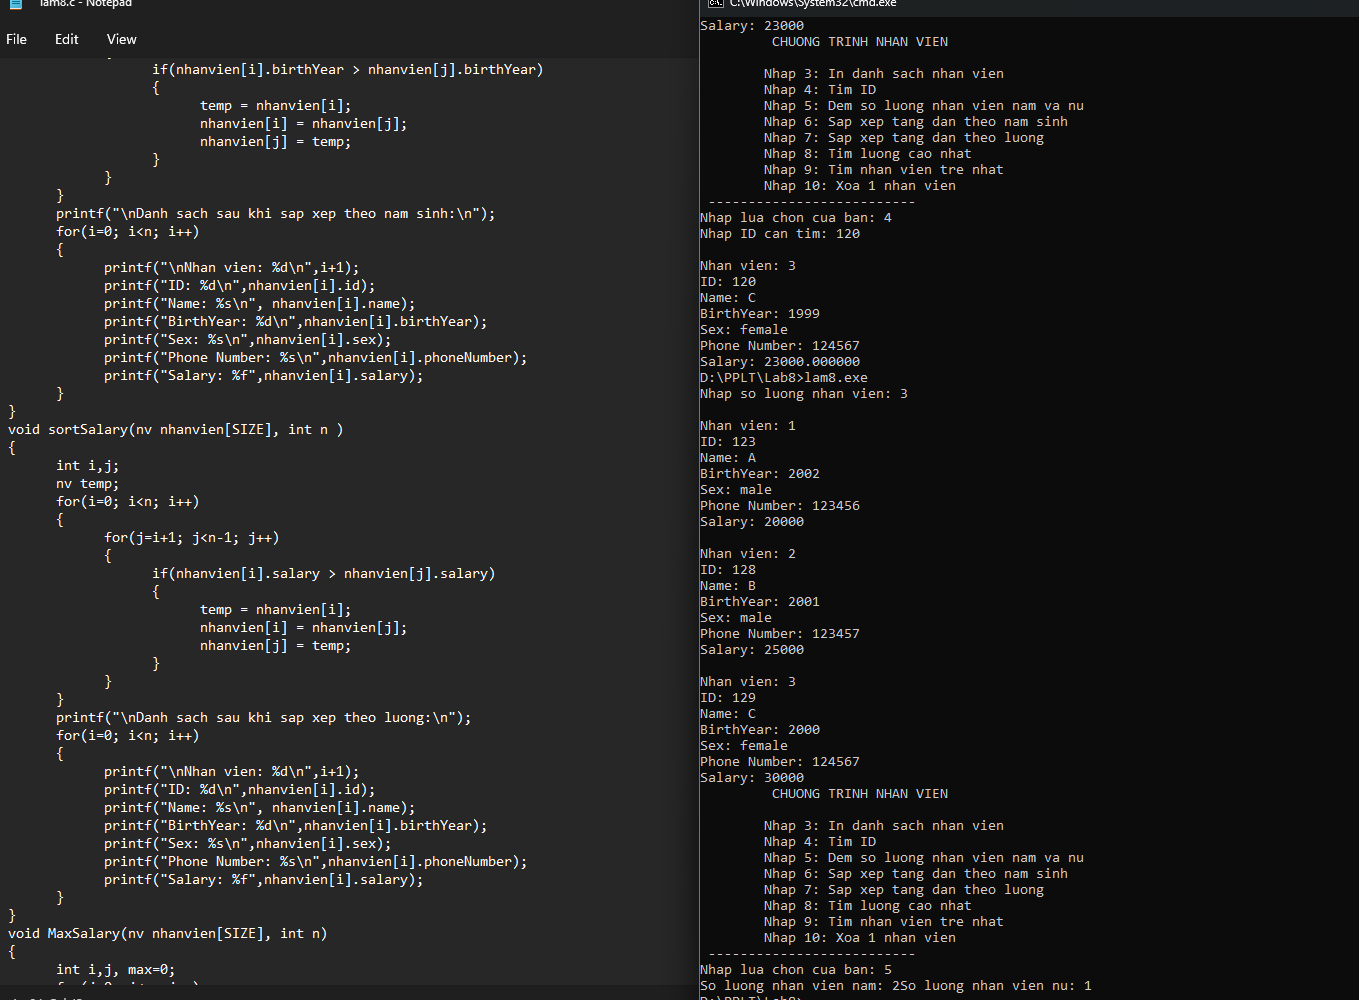 lam8.c - Notepad
File Edit View
if(nhanvien[i].birthYear > nhanvien[j].birthYear)
{
temp = nhanvien[i];
nhanvien[i] = nhanvien[j];
nhanvien[j] = temp;
}
}
}
printf("\nDanh sach sau khi sap xep theo nam sinh:\n");
for(i=0; i<n; i++)
{
printf("\nNhan vien: %d\n",i+1);
printf("ID: %d\n",nhanvien[i].id);
printf("Name: %s\n", nhanvien[i].name);
printf("BirthYear: %d\n",nhanvien[i].birthYear);
printf("Sex: %s\n",nhanvien[i].sex);
printf("Phone Number: %s\n",nhanvien[i].phoneNumber);
printf("Salary: %f",nhanvien[i].salary);
}
}
void sortSalary(nv nhanvien[SIZE], int n )
{
int i,j;
nv temp;
for(i=0; i<n; i++)
{
for(j=i+1; j<n-1; j++)
{
if(nhanvien[i].salary > nhanvien[j].salary)
{
temp = nhanvien[i];
nhanvien[i] = nhanvien[j];
nhanvien[j] = temp;
}
}
}
printf("\nDanh sach sau khi sap xep theo luong:\n");
for(i=0; i<n; i++)
{
printf("\nNhan vien: %d\n",i+1);
printf("ID: %d\n",nhanvien[i].id);
printf("Name: %s\n", nhanvien[i].name);
printf("BirthYear: %d\n",nhanvien[i].birthYear);
printf("Sex: %s\n",nhanvien[i].sex);
printf("Phone Number: %s\n",nhanvien[i].phoneNumber);
printf("Salary: %f",nhanvien[i].salary);
}
}
void MaxSalary(nv nhanvien[SIZE], int n)
{
int i,j, max=0;
C:\Windows\System32\cmd.exe
Salary: 23000
CHUONG TRINH NHAN VIEN
Nhap 3: In danh sach nhan vien
Nhap 4: Tim ID
Nhap 5: Dem so luong nhan vien nam va nu
Nhap 6: Sap xep tang dan theo nam sinh
Nhap 7: Sap xep tang dan theo luong
Nhap 8: Tim luong cao nhat
Nhap 9: Tim nhan vien tre nhat
Nhap 10: Xoa 1 nhan vien
--------------------------
Nhap lua chon cua ban: 4
Nhap ID can tim: 120
Nhan vien: 3
ID: 120
Name: C
BirthYear: 1999
Sex: female
Phone Number: 124567
Salary: 23000.000000
D:\PPLT\Lab8>lam8.exe
Nhap so luong nhan vien: 3
Nhan vien: 1
ID: 123
Name: A
BirthYear: 2002
Sex: male
Phone Number: 123456
Salary: 20000
Nhan vien: 2
ID: 128
Name: B
BirthYear: 2001
Sex: male
Phone Number: 123457
Salary: 25000
Nhan vien: 3
ID: 129
Name: C
BirthYear: 2000
Sex: female
Phone Number: 124567
Salary: 30000
CHUONG TRINH NHAN VIEN
Nhap 3: In danh sach nhan vien
Nhap 4: Tim ID
Nhap 5: Dem so luong nhan vien nam va nu
Nhap 6: Sap xep tang dan theo nam sinh
Nhap 7: Sap xep tang dan theo luong
Nhap 8: Tim luong cao nhat
Nhap 9: Tim nhan vien tre nhat
Nhap 10: Xoa 1 nhan vien
--------------------------
Nhap lua chon cua ban: 5
So luong nhan vien nam: 2So luong nhan vien nu: 1